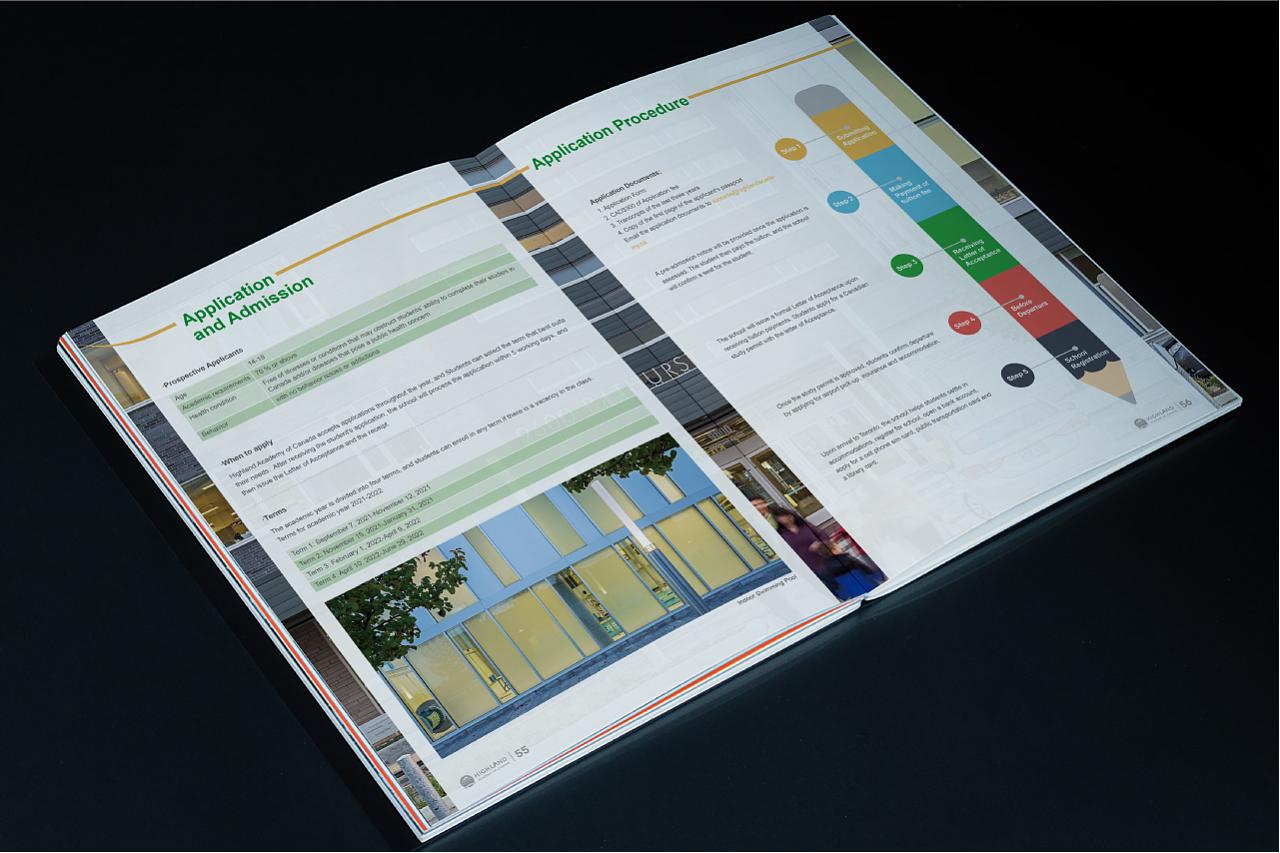 Application
and Admission
·Prospective Applicants
Age
14-18
Academic requirements
70 % or above
Health condition
Free of illnesses or conditions that may obstruct students' ability to complete their studies in
Canada and/or diseases that pose a public health concern
Behavior
with no behavior issues or addictions
·When to apply
Highland Academy of Canada accepts applications throughout the year, and Students can select the term that best suits
their needs. After receiving the student's application, the school will process the application within 5 working days, and
then issue the Letter of Acceptance and the receipt.
·Terms
The academic year is divided into four terms, and students can enroll in any term if there is a vacancy in the class.
Terms for academic year 2021-2022
Term 1: September 7, 2021-November 12, 2021
Term 2: November 15, 2021-January 31, 2021
Term 3: February 1, 2022-April 9, 2022
Term 4: April 10, 2022-June 29, 2022
Indoor Swimming Pool
HIGHLAND
55
Application Procedure
Application Documents:
1. Application Form
2. CAD$300 of Application fee
3. Transcripts of the last three years
4. Copy of the first page of the applicant's passport
Email the application documents to
A pre-admission notice will be provided once the application is
assessed. The student then pays the tuition, and the school
will confirm a seat for the student.
The school will leave a formal Letter of Acceptance upon
receiving tuition payments. Students apply for a Canadian
study permit with the letter of Acceptance.
Once the study permit is approved, students confirm departure
by applying for airport pick-up, insurance and accommodation.
Upon arrival to Toronto, the school helps students settle in
accommodations, register for school, open a bank account,
apply for a cell phone sim-card, public transportation card and
a library card.
Step 1
Submitting
Application
Step 2
Making
Payment of
tuition fee
Step 3
Receiving
Letter of
Acceptance
Step 4
Before
Departure
Step 5
School
Registration
URS
HIGHLAND
56